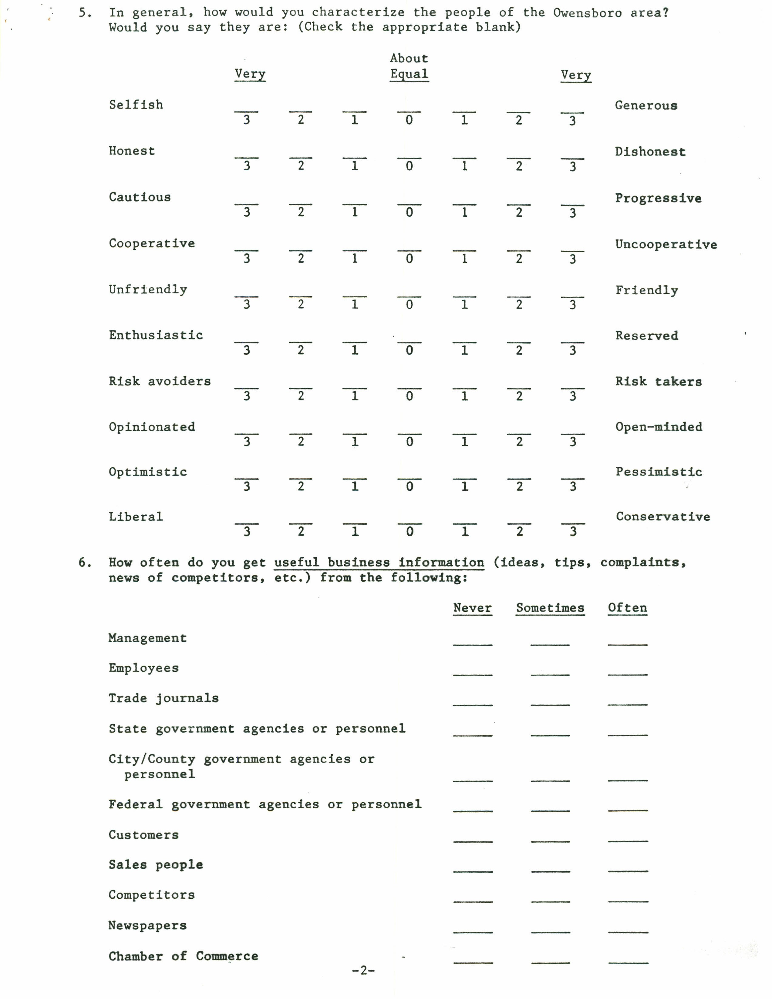 5. In general, how would you characterize the people of the Owensboro area?
Would you say they are: (Check the appropriate blank)
About
Very Equal Very
Selfish 3 2 1 0 1 2 3 Generous
Honest 3 2 1 0 1 2 3 Dishonest
Cautious 3 2 1 0 1 2 3 Progressive
Cooperative 3 2 1 0 1 2 3 Uncooperative
Unfriendly 3 2 1 0 1 2 3 Friendly
Enthusiastic 3 2 1 0 1 2 3 Reserved
Risk avoiders 3 2 1 0 1 2 3 Risk takers
Opinionated 3 2 1 0 1 2 3 Open-minded
Optimistic 3 2 1 0 1 2 3 Pessimistic
Liberal 3 2 1 0 1 2 3 Conservative
6. How often do you get useful business information (ideas, tips, complaints,
news of competitors, etc.) from the following:
Never Sometimes Often
Management
Employees
Trade journals
State government agencies or personnel
City/County government agencies or
personnel
Federal government agencies or personnel
Customers
Sales people
Competitors
Newspapers
Chamber of Commerce
-2-